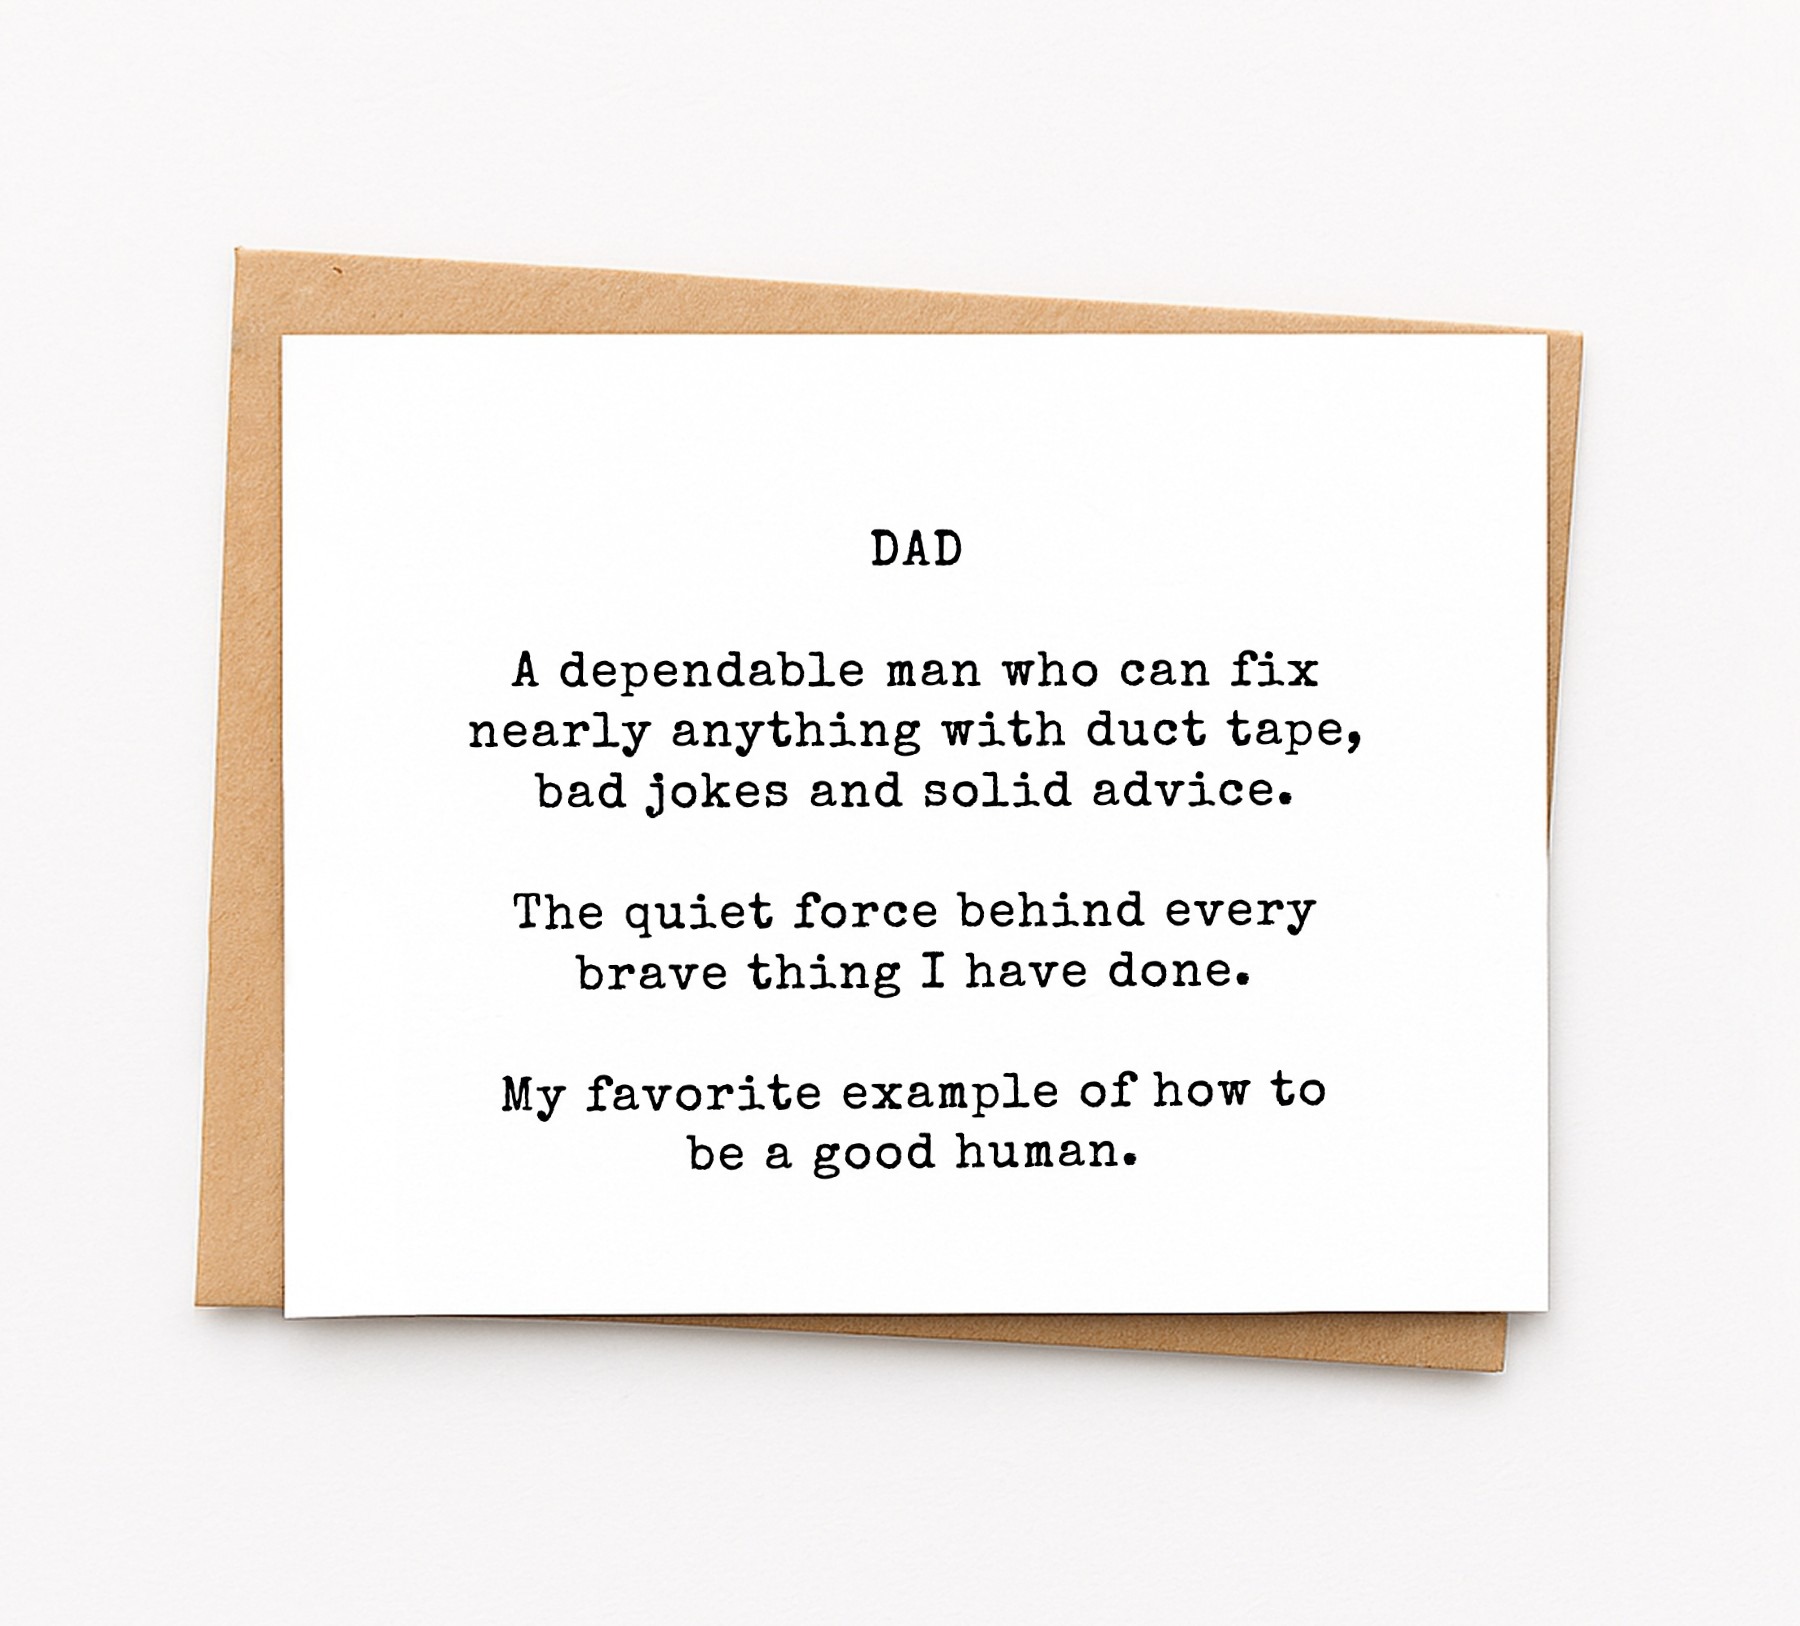 DAD
A dependable man who can fix
nearly anything with duct tape,
bad jokes and solid advice.
The quiet force behind every
brave thing I have done.
My favorite example of how to
be a good human.